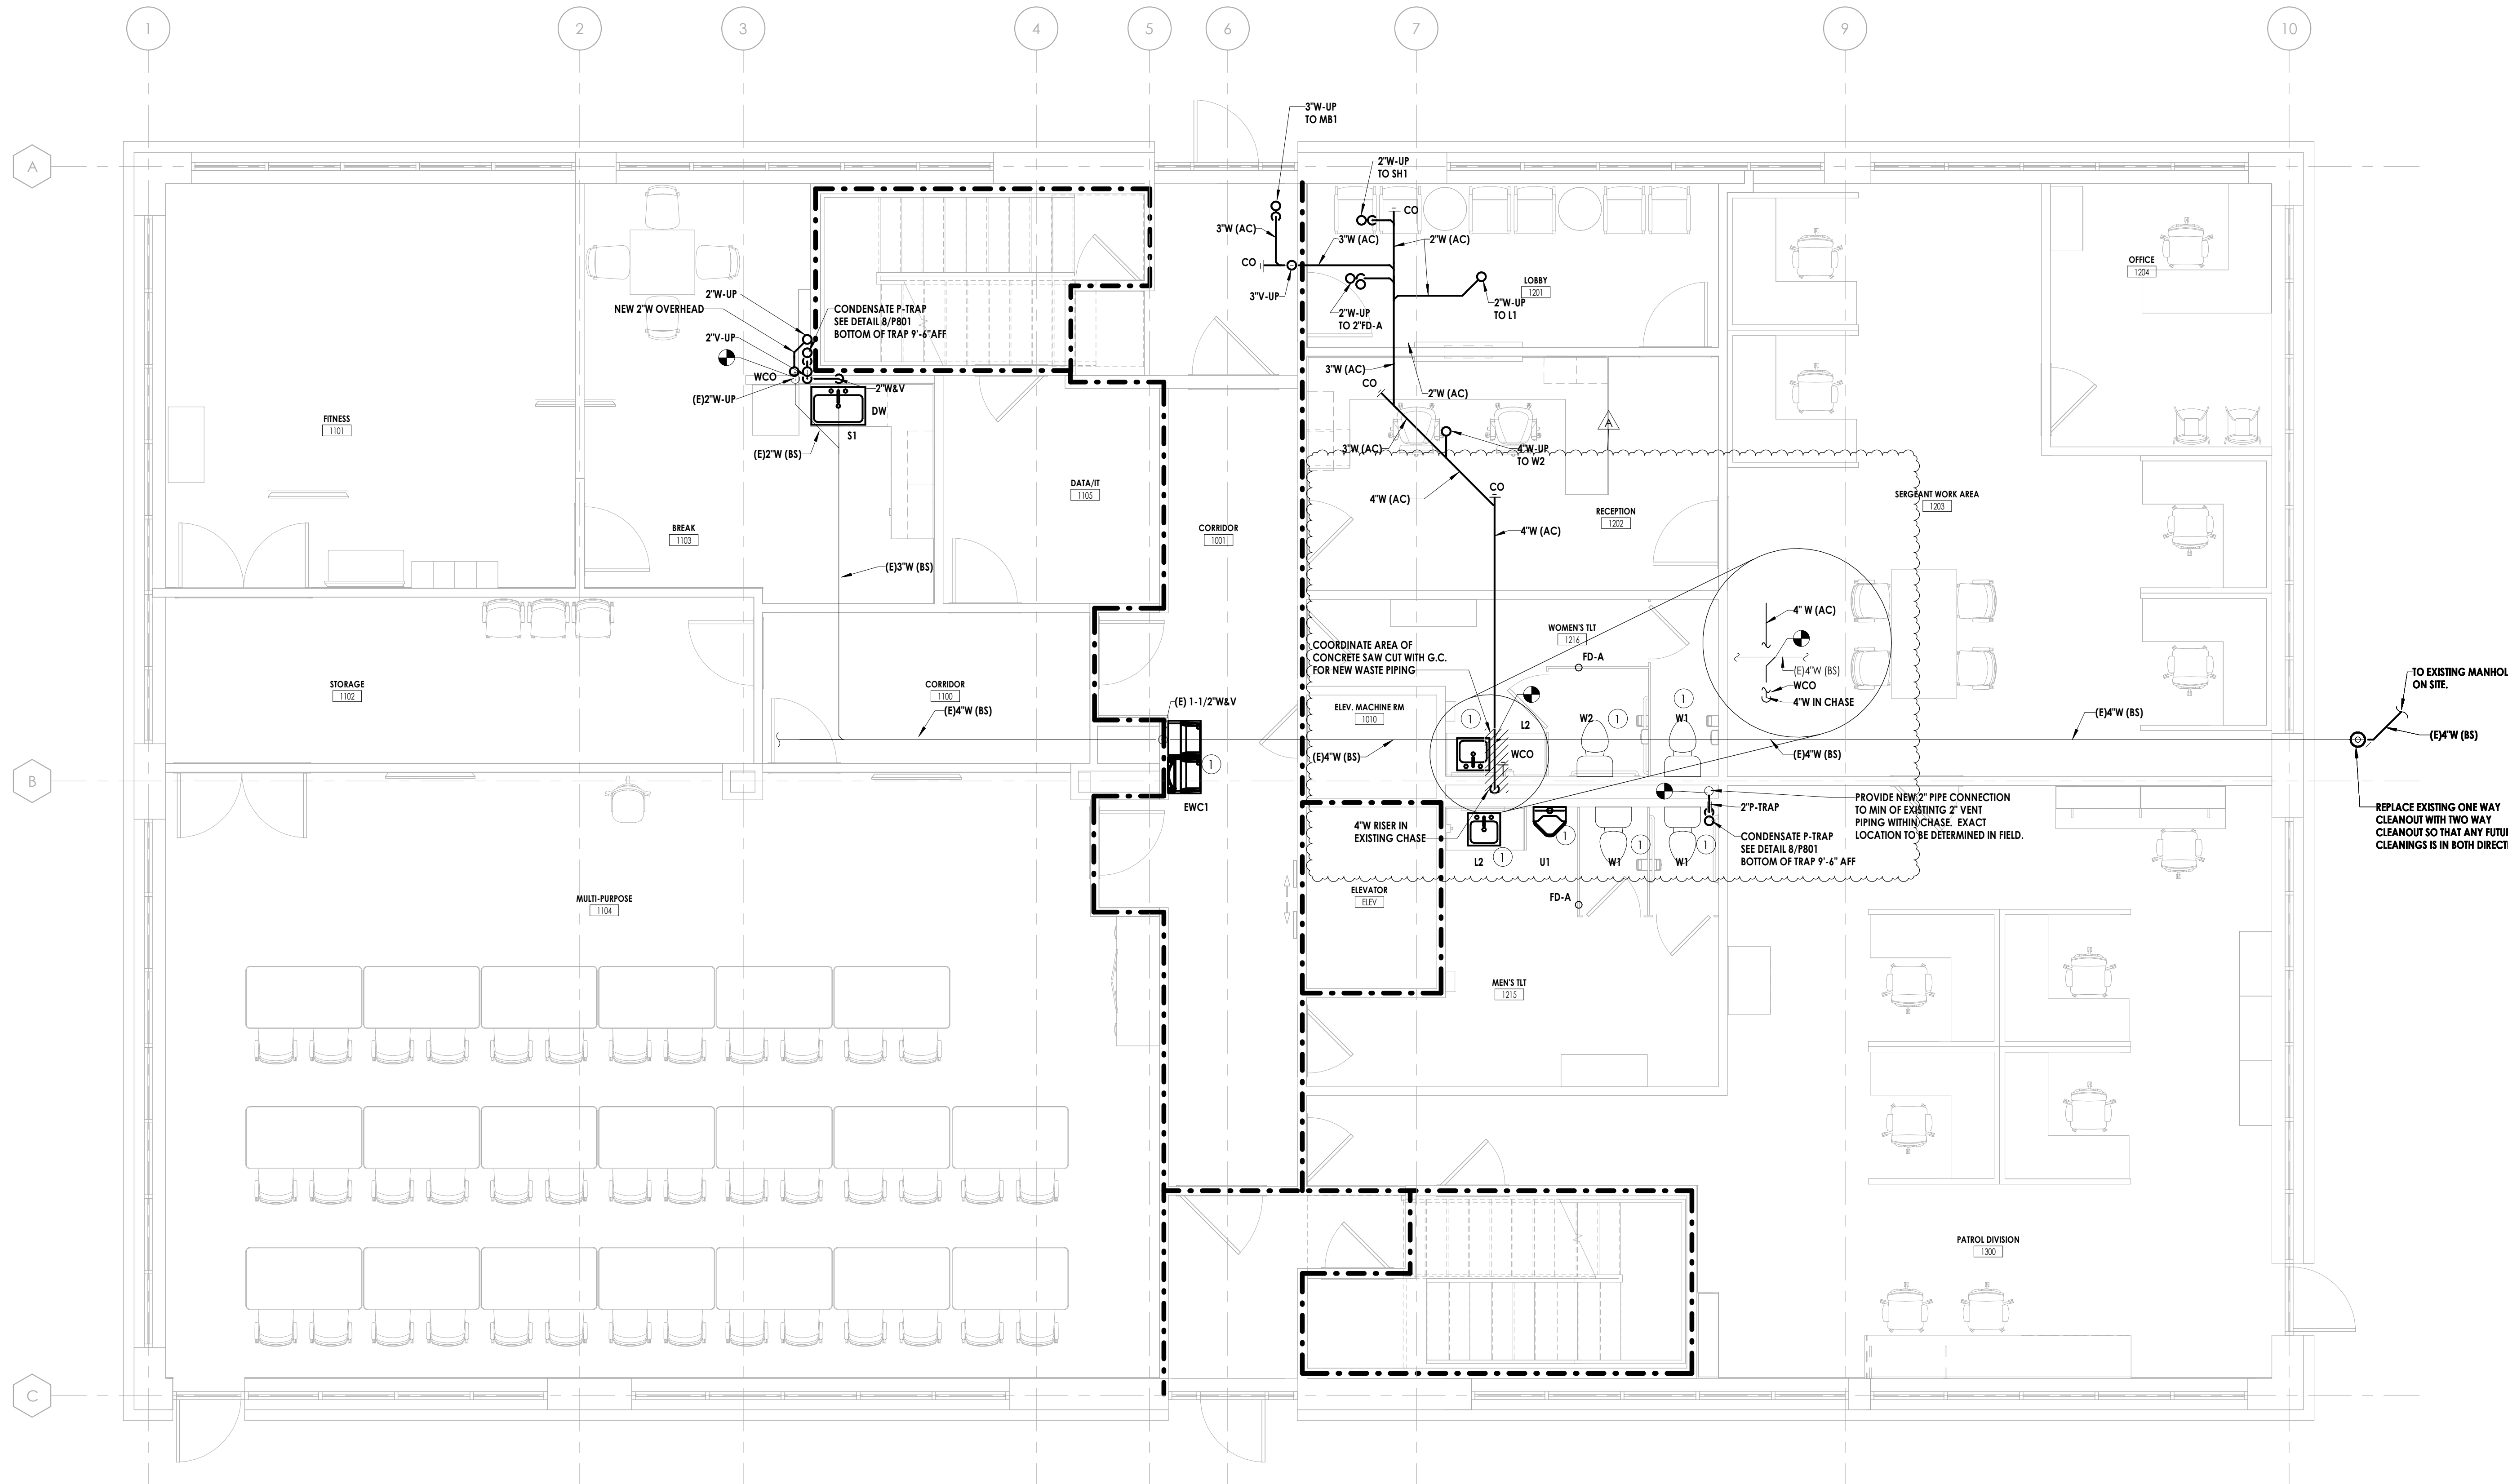 1
2
3
4
5
6
7
9
10
A
3"W-UP
TO MB1
2"W-UP
TO SH1
CO
3"W (AC)
3"W (AC)
2"W (AC)
CO
3"V-UP
2"W-UP
TO 2"FD-A
2"W-UP
TO L1
LOBBY
1201
OFFICE
1204
2"W-UP
NEW 2"W OVERHEAD
2"V-UP
CONDENSATE P-TRAP
SEE DETAIL 8/P801
BOTTOM OF TRAP 9'-6"AFF
WCO
(E)2"W-UP
2"W&V
DW
S1
(E)2"W (BS)
3"W (AC)
CO
2"W (AC)
A
FITNESS
1101
3"W (AC)
4"W-UP
TO W2
4"W (AC)
CO
4"W (AC)
DATA/IT
1105
BREAK
1103
CORRIDOR
1001
RECEPTION
1202
SERGEANT WORK AREA
1203
(E)3"W (BS)
WOMEN'S TLT
1216
FD-A
COORDINATE AREA OF
CONCRETE SAW CUT WITH G.C.
FOR NEW WASTE PIPING
4" W (AC)
(E)4"W (BS)
WCO
4"W IN CHASE
STORAGE
1102
CORRIDOR
1100
(E)4"W (BS)
(E) 1-1/2"W&V
ELEV. MACHINE RM
1010
1
L2
W2
1
1
W1
(E)4"W (BS)
WCO
(E)4"W (BS)
(E)4"W (BS)
TO EXISTING MANHOL
ON SITE.
(E)4"W (BS)
B
1
EWC1
4"W RISER IN
EXISTING CHASE
L2
1
U1
1
W1
1
W1
1
2"P-TRAP
CONDENSATE P-TRAP
SEE DETAIL 8/P801
BOTTOM OF TRAP 9'-6" AFF
PROVIDE NEW 2" PIPE CONNECTION
TO MIN OF EXISTINTG 2" VENT
PIPING WITHIN CHASE. EXACT
LOCATION TO BE DETERMINED IN FIELD.
REPLACE EXISTING ONE WAY
CLEANOUT WITH TWO WAY
CLEANOUT SO THAT ANY FUTU
CLEANINGS IS IN BOTH DIRECT
ELEVATOR
ELEV
FD-A
MULTI-PURPOSE
1104
MEN'S TLT
1215
PATROL DIVISION
1300
C